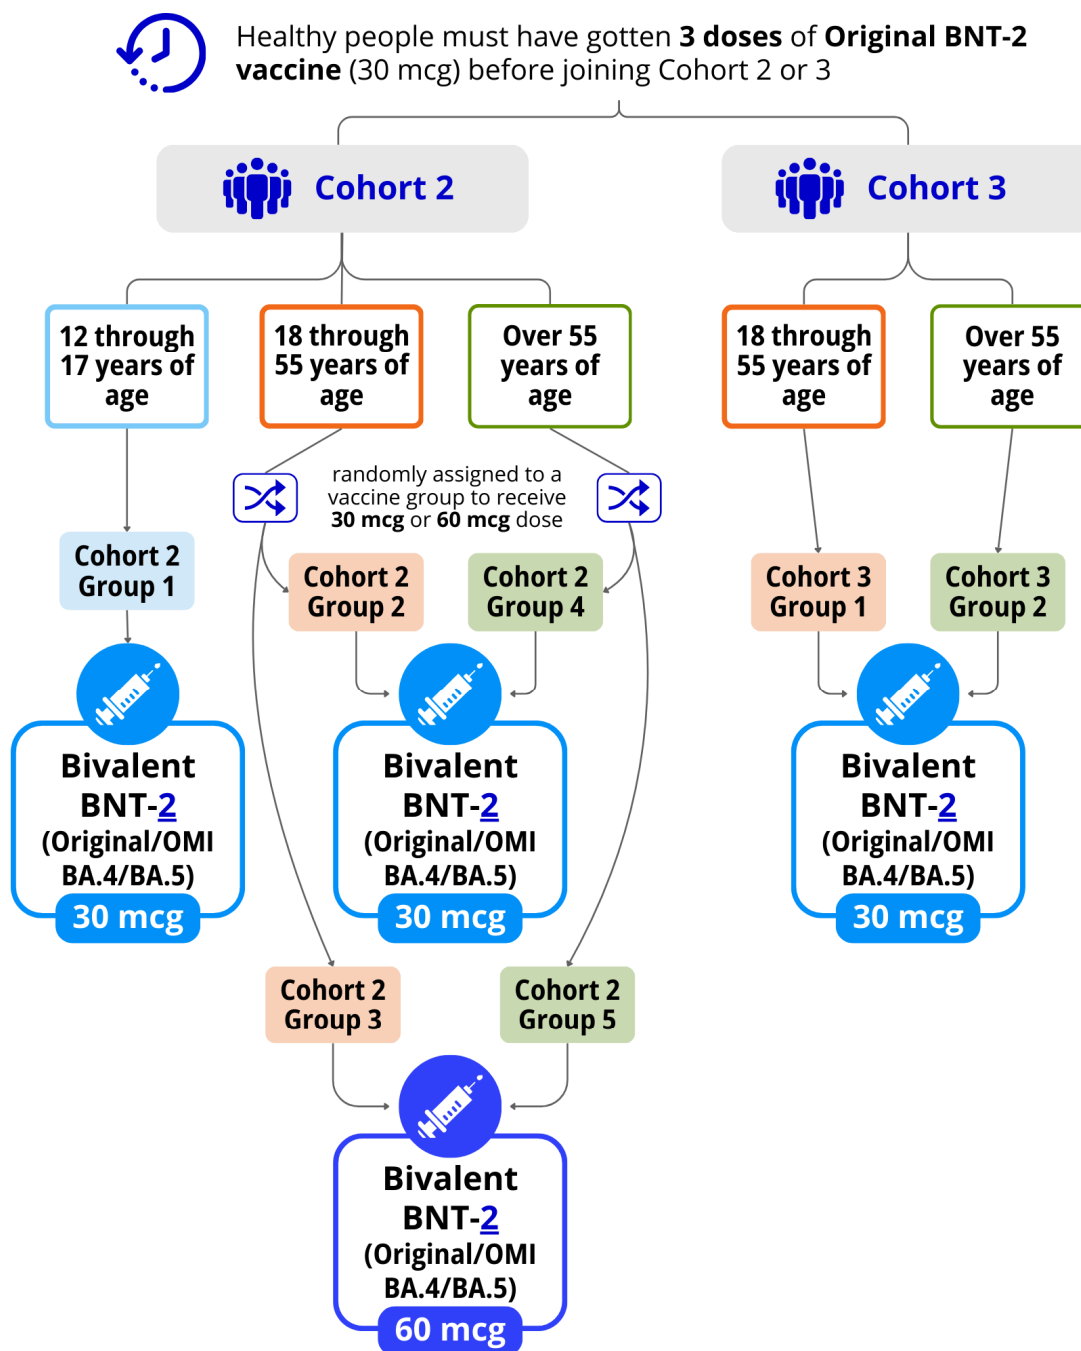 Healthy people must have gotten 3 doses of Original BNT-2
vaccine (30 mcg) before joining Cohort 2 or 3
Cohort 2
Cohort 3
12 through
17 years of
age
18 through
55 years of
age
Over 55
years of
age
18 through
55 years of
age
Over 55
years of
age
randomly assigned to a
vaccine group to receive
30 mcg or 60 mcg dose
Cohort 2
Group 1
Cohort 2
Group 2
Cohort 2
Group 4
Cohort 3
Group 1
Cohort 3
Group 2
Bivalent
BNT-2
(Original/OMI
BA.4/BA.5)
30 mcg
Bivalent
BNT-2
(Original/OMI
BA.4/BA.5)
30 mcg
Bivalent
BNT-2
(Original/OMI
BA.4/BA.5)
30 mcg
Cohort 2
Group 3
Cohort 2
Group 5
Bivalent
BNT-2
(Original/OMI
BA.4/BA.5)
60 mcg